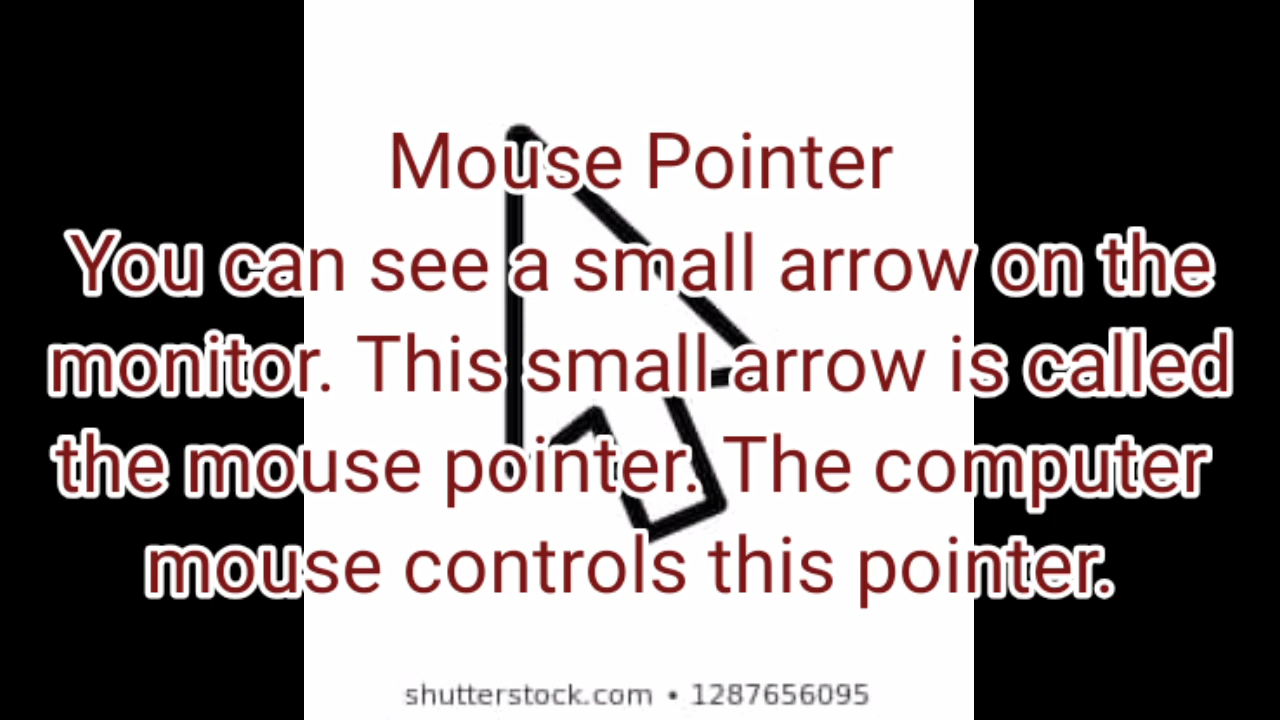 Mouse Pointer
You can see a small arrow on the
monitor. This small arrow is called
the mouse pointer. The computer
mouse controls this pointer.
shutterstock.com • 1287656095